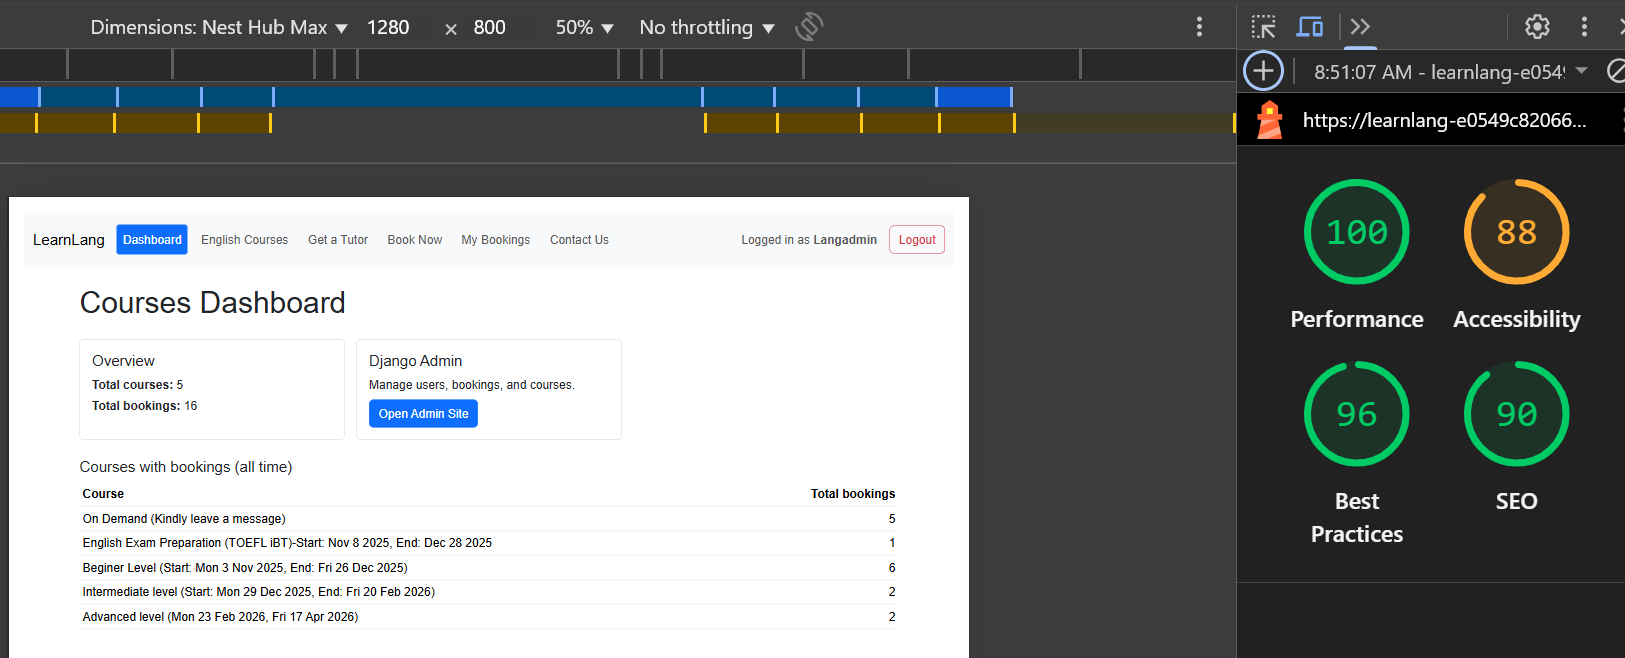 Dimensions: Nest Hub Max ▼ 1280 × 800 50% ▼ No throttling ▼
8:51:07 AM - learnlang-e054
https://learnlang-e0549c82066...
LearnLang Dashboard English Courses Get a Tutor Book Now My Bookings Contact Us Logged in as Langadmin Logout
Courses Dashboard
Overview
Total courses: 5
Total bookings: 16
Django Admin
Manage users, bookings, and courses.
Open Admin Site
Courses with bookings (all time)
Course Total bookings
On Demand (Kindly leave a message) 5
English Exam Preparation (TOEFL iBT)-Start: Nov 8 2025, End: Dec 28 2025 1
Beginer Level (Start: Mon 3 Nov 2025, End: Fri 26 Dec 2025) 6
Intermediate level (Start: Mon 29 Dec 2025, End: Fri 20 Feb 2026) 2
Advanced level (Mon 23 Feb 2026, Fri 17 Apr 2026) 2
100 88
Performance Accessibility
96 90
Best SEO
Practices